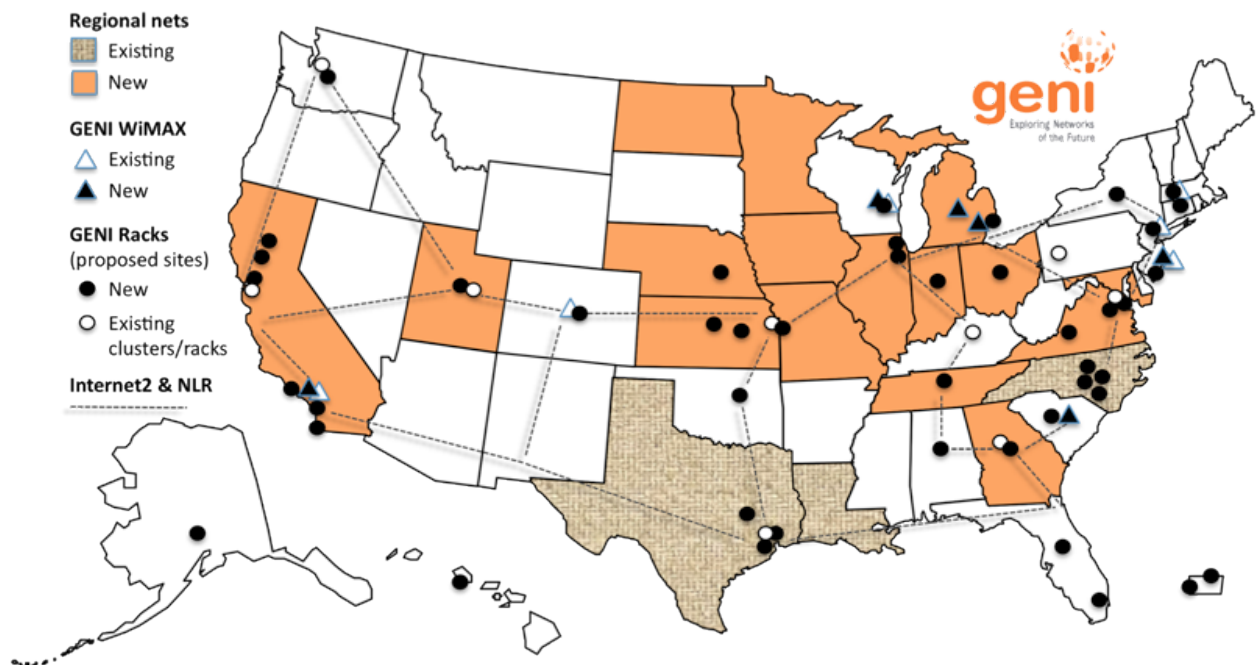 Regional nets
Existing
New
GENI WiMAX
Existing
New
GENI Racks
(proposed sites)
New
Existing
clusters/racks
Internet2 & NLR
geni
Exploring Networks
of the Future